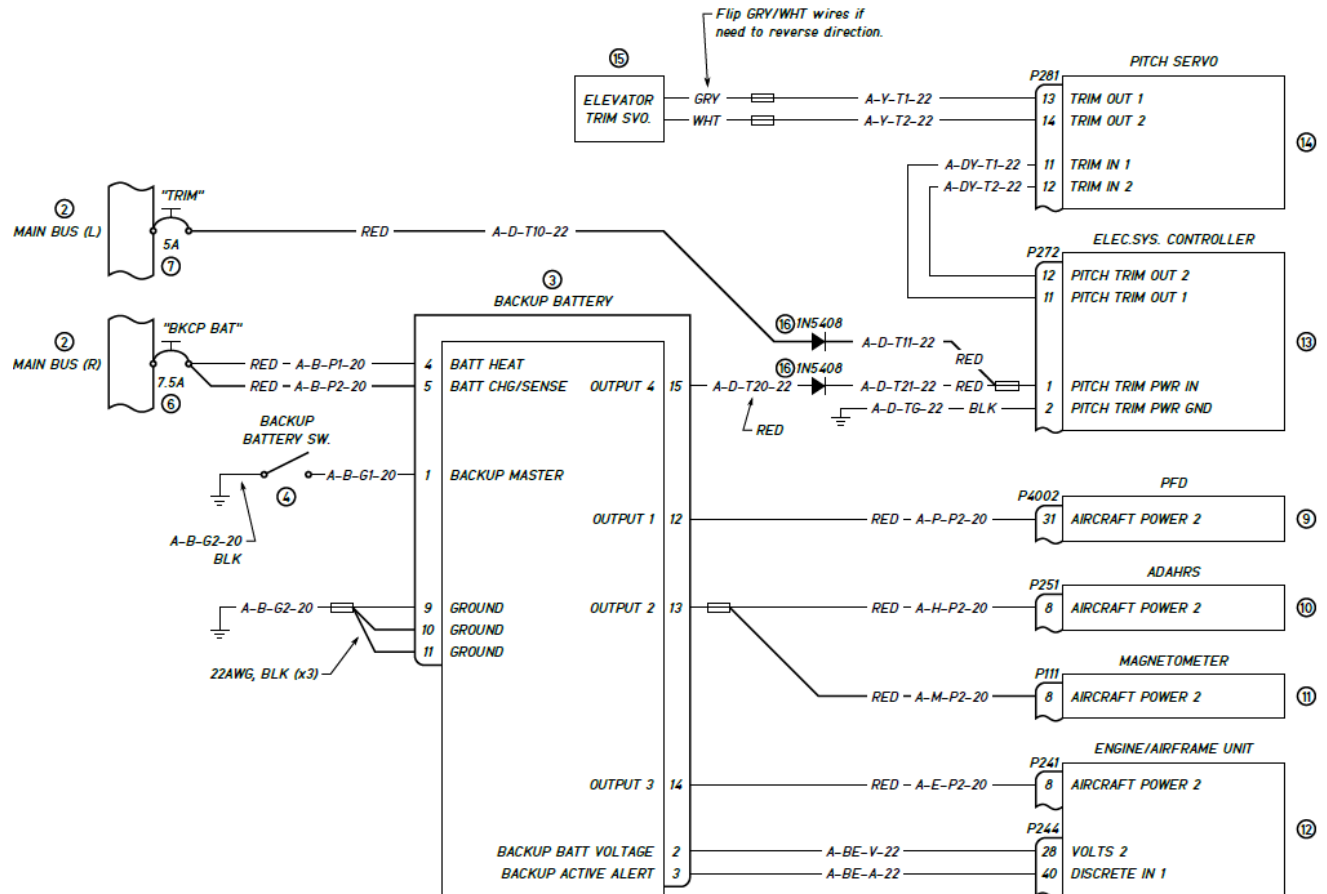 Flip GRY/WHT wires if
need to reverse direction.
15
ELEVATOR
TRIM SVO.
GRY
A-Y-T1-22
WHT
A-Y-T2-22
PITCH SERVO
P281
13 TRIM OUT 1
14 TRIM OUT 2
11 TRIM IN 1
12 TRIM IN 2
14
A-DY-T1-22
A-DY-T2-22
2
MAIN BUS (L)
"TRIM"
5A
7
RED
A-D-T10-22
ELEC.SYS. CONTROLLER
P272
12 PITCH TRIM OUT 2
11 PITCH TRIM OUT 1
1 PITCH TRIM PWR IN
2 PITCH TRIM PWR GND
13
2
MAIN BUS (R)
"BKCP BAT"
7.5A
6
RED - A-B-P1-20
RED - A-B-P2-20
3
BACKUP BATTERY
4 BATT HEAT
5 BATT CHG/SENSE
OUTPUT 4 15
16 1N5408
A-D-T11-22
RED
16 1N5408
A-D-T20-22
A-D-T21-22 - RED
RED
A-D-TG-22 - BLK
BACKUP
BATTERY SW.
4
A-B-G1-20
1 BACKUP MASTER
A-B-G2-20
BLK
OUTPUT 1 12
RED - A-P-P2-20
PFD
P4002
31 AIRCRAFT POWER 2
9
A-B-G2-20
9 GROUND
10 GROUND
11 GROUND
22AWG, BLK (x3)
OUTPUT 2 13
RED - A-H-P2-20
ADAHRS
P251
8 AIRCRAFT POWER 2
10
RED - A-M-P2-20
MAGNETOMETER
P111
8 AIRCRAFT POWER 2
11
OUTPUT 3 14
RED - A-E-P2-20
ENGINE/AIRFRAME UNIT
P241
8 AIRCRAFT POWER 2
12
BACKUP BATT VOLTAGE 2
A-BE-V-22
P244
28 VOLTS 2
BACKUP ACTIVE ALERT 3
A-BE-A-22
40 DISCRETE IN 1